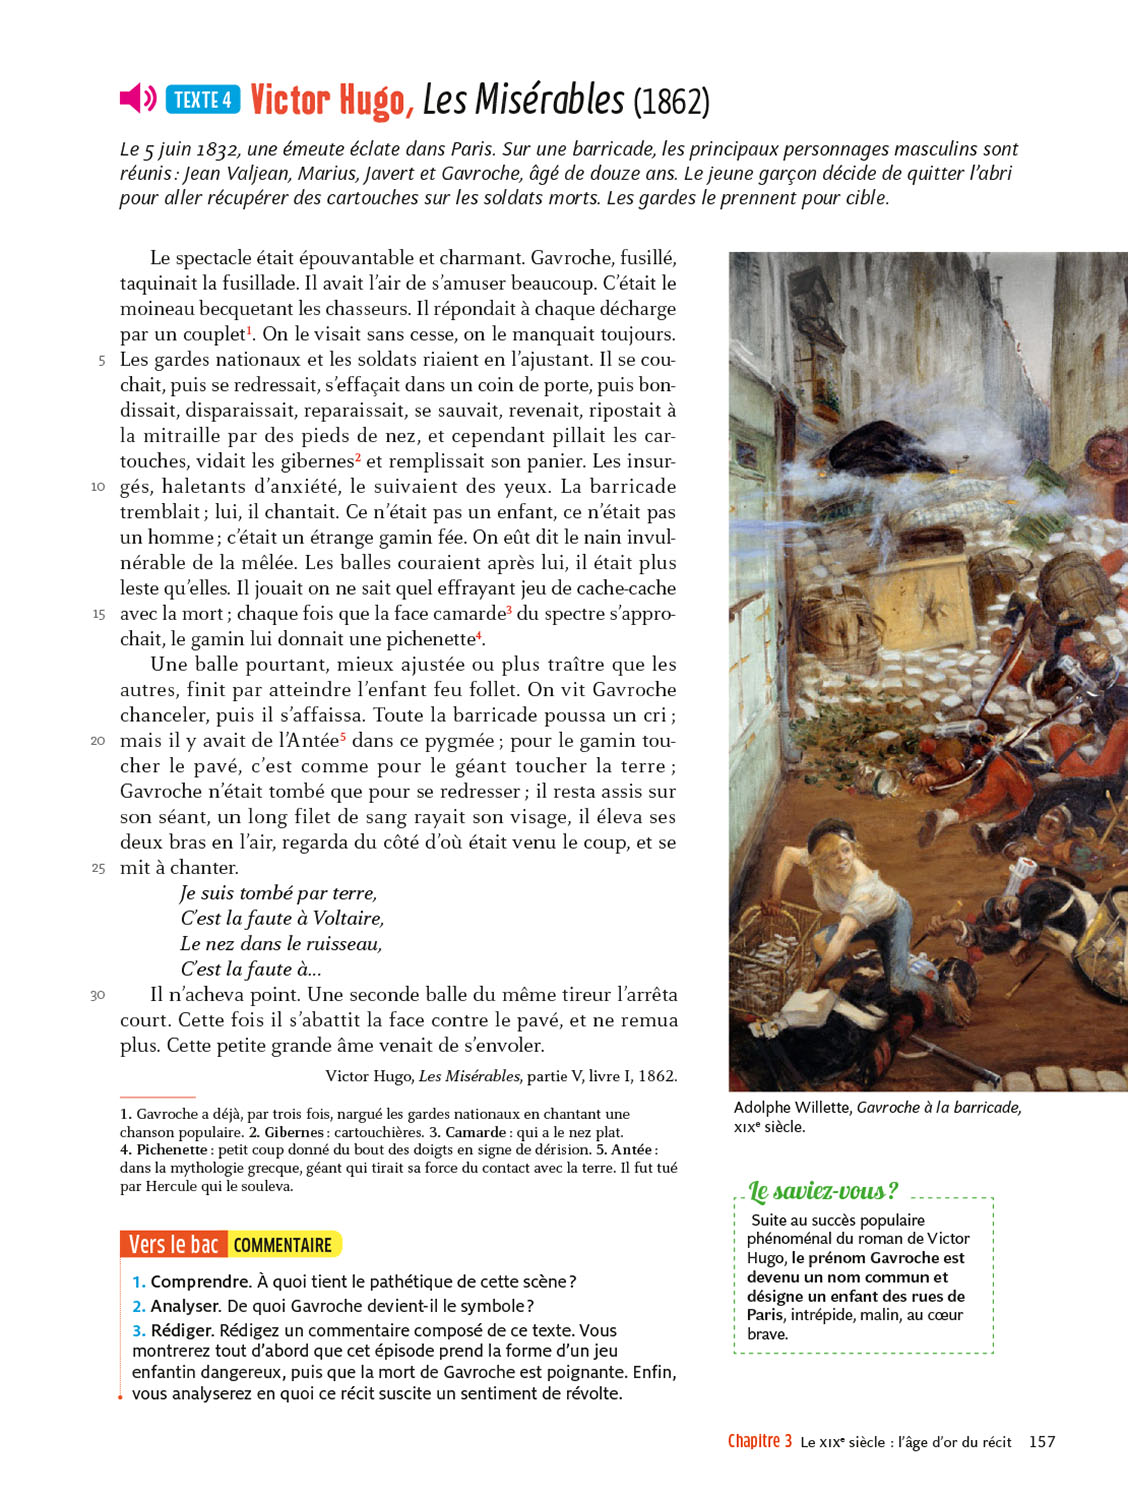 TEXTE 4 Victor Hugo, Les Misérables (1862)
Le 5 juin 1832, une émeute éclate dans Paris. Sur une barricade, les principaux personnages masculins sont
réunis : Jean Valjean, Marius, Javert et Gavroche, âgé de douze ans. Le jeune garçon décide de quitter l'abri
pour aller récupérer des cartouches sur les soldats morts. Les gardes le prennent pour cible.
Le spectacle était épouvantable et charmant. Gavroche, fusillé,
taquinait la fusillade. Il avait l'air de s'amuser beaucoup. C'était le
moineau becquetant les chasseurs. Il répondait à chaque décharge
par un couplet1. On le visait sans cesse, on le manquait toujours.
5 Les gardes nationaux et les soldats riaient en l'ajustant. Il se cou-
chait, puis se redressait, s'effaçait dans un coin de porte, puis bon-
dissait, disparaissait, reparaissait, se sauvait, revenait, ripostait à
la mitraille par des pieds de nez, et cependant pillait les car-
touches, vidait les gibernes2 et remplissait son panier. Les insur-
10 gés, haletants d'anxiété, le suivaient des yeux. La barricade
tremblait ; lui, il chantait. Ce n'était pas un enfant, ce n'était pas
un homme ; c'était un étrange gamin fée. On eût dit le nain invul-
nérable de la mêlée. Les balles couraient après lui, il était plus
leste qu'elles. Il jouait on ne sait quel effrayant jeu de cache-cache
15 avec la mort ; chaque fois que la face camarde3 du spectre s'appro-
chait, le gamin lui donnait une pichenette4.
Une balle pourtant, mieux ajustée ou plus traître que les
autres, finit par atteindre l'enfant feu follet. On vit Gavroche
chanceler, puis il s'affaissa. Toute la barricade poussa un cri ;
20 mais il y avait de l'Antée5 dans ce pygmée ; pour le gamin tou-
cher le pavé, c'est comme pour le géant toucher la terre ;
Gavroche n'était tombé que pour se redresser ; il resta assis sur
son séant, un long filet de sang rayait son visage, il éleva ses
deux bras en l'air, regarda du côté d'où était venu le coup, et se
25 mit à chanter.
Je suis tombé par terre,
C'est la faute à Voltaire,
Le nez dans le ruisseau,
C'est la faute à...
30 Il n'acheva point. Une seconde balle du même tireur l'arrêta
court. Cette fois il s'abattit la face contre le pavé, et ne remua
plus. Cette petite grande âme venait de s'envoler.
Victor Hugo, Les Misérables, partie V, livre I, 1862.
1. Gavroche a déjà, par trois fois, nargué les gardes nationaux en chantant une
chanson populaire. 2. Gibernes : cartouchières. 3. Camarde : qui a le nez plat.
4. Pichenette : petit coup donné du bout des doigts en signe de dérision. 5. Antée :
dans la mythologie grecque, géant qui tirait sa force du contact avec la terre. Il fut tué
par Hercule qui le souleva.
Vers le bac COMMENTAIRE
1. Comprendre. À quoi tient le pathétique de cette scène ?
2. Analyser. De quoi Gavroche devient-il le symbole ?
3. Rédiger. Rédigez un commentaire composé de ce texte. Vous
montrerez tout d'abord que cet épisode prend la forme d'un jeu
enfantin dangereux, puis que la mort de Gavroche est poignante. Enfin,
vous analyserez en quoi ce récit suscite un sentiment de révolte.
Adolphe Willette, Gavroche à la barricade,
XIXe siècle.
Le saviez-vous ?
Suite au succès populaire
phénoménal du roman de Victor
Hugo, le prénom Gavroche est
devenu un nom commun et
désigne un enfant des rues de
Paris, intrépide, malin, au cœur
brave.
Chapitre 3 Le XIXe siècle : l'âge d'or du récit 157